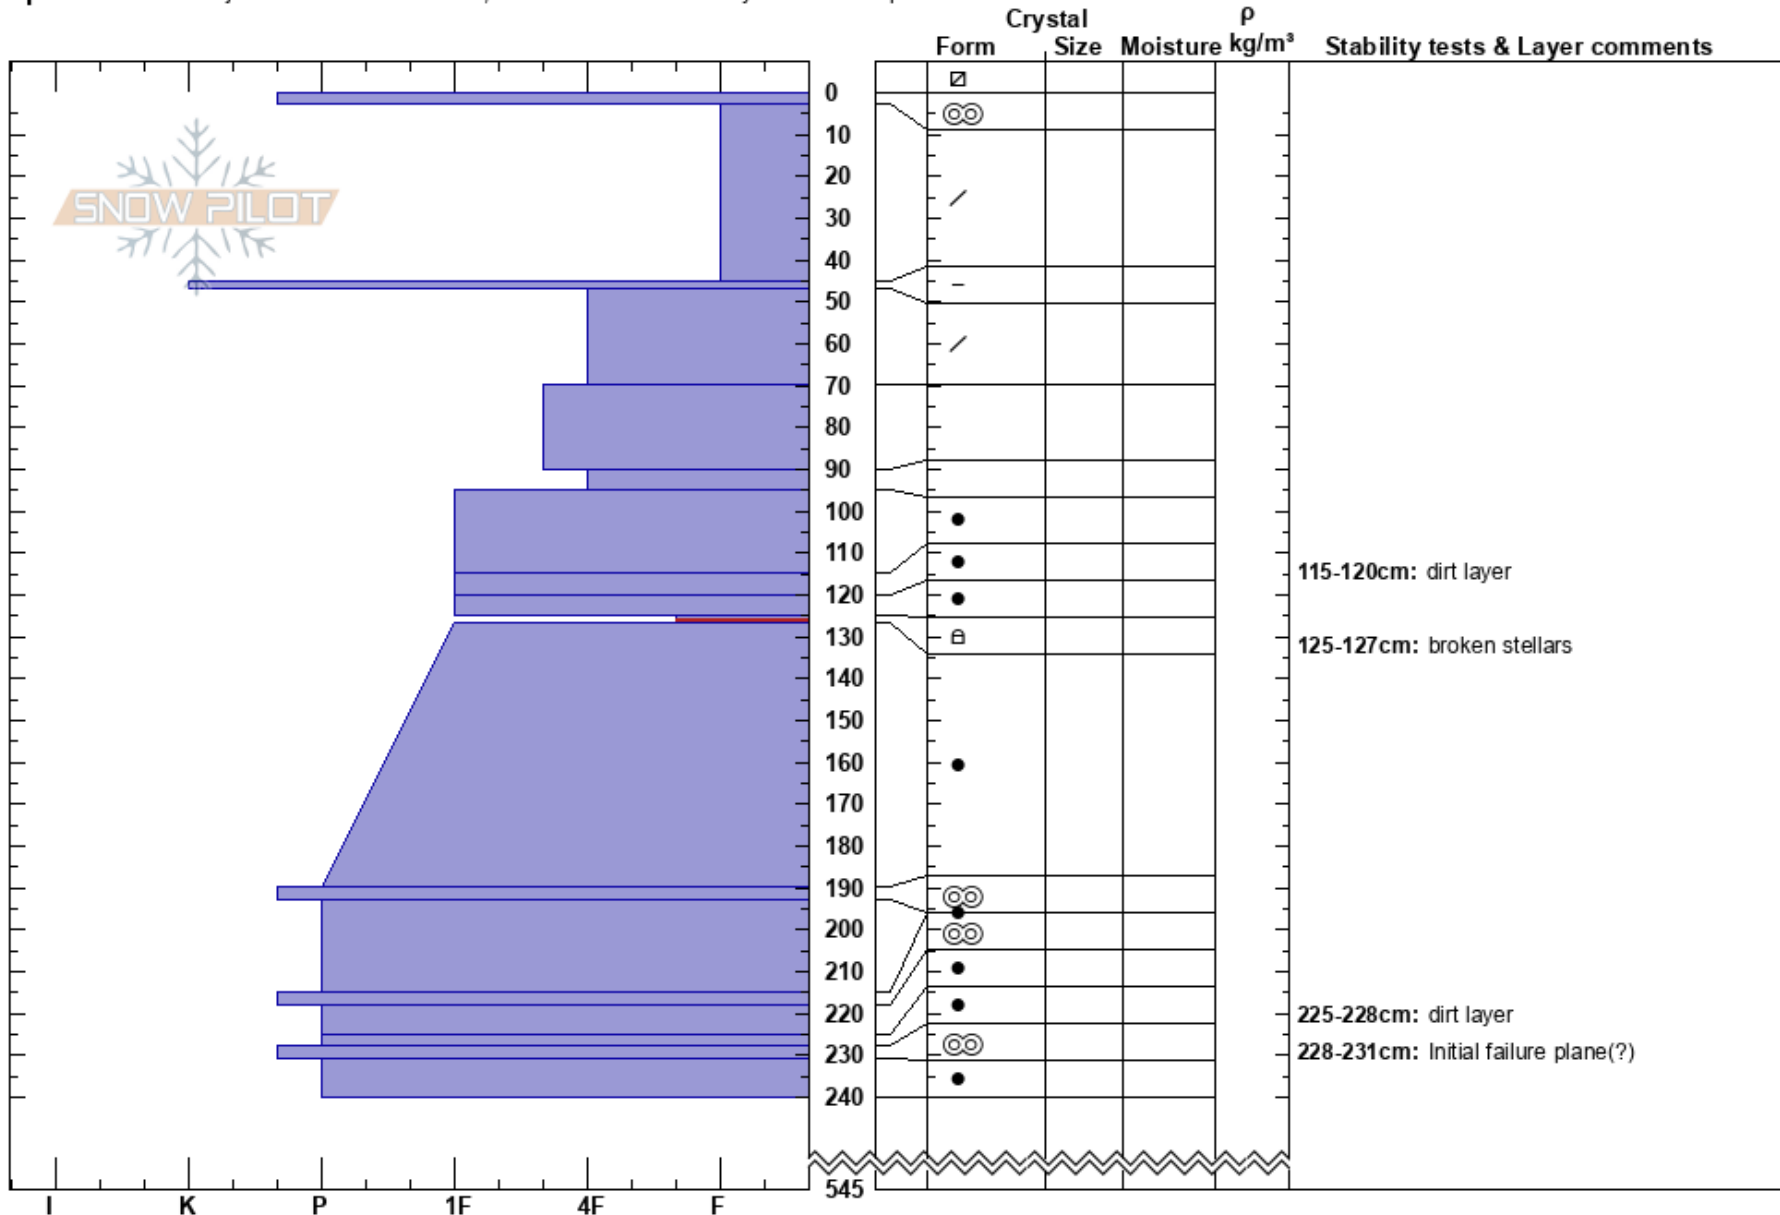 Crystal
ρ
Form Size Moisture kg/m³ Stability tests & Layer comments
0
10
20
30
40
50
60
70
80
90
100
110
115-120cm: dirt layer
120
130
125-127cm: broken stellars
140
150
160
170
180
190
200
210
220
225-228cm: dirt layer
230
228-231cm: Initial failure plane(?)
240
545
I K P 1F 4F F
SNOW PILOT